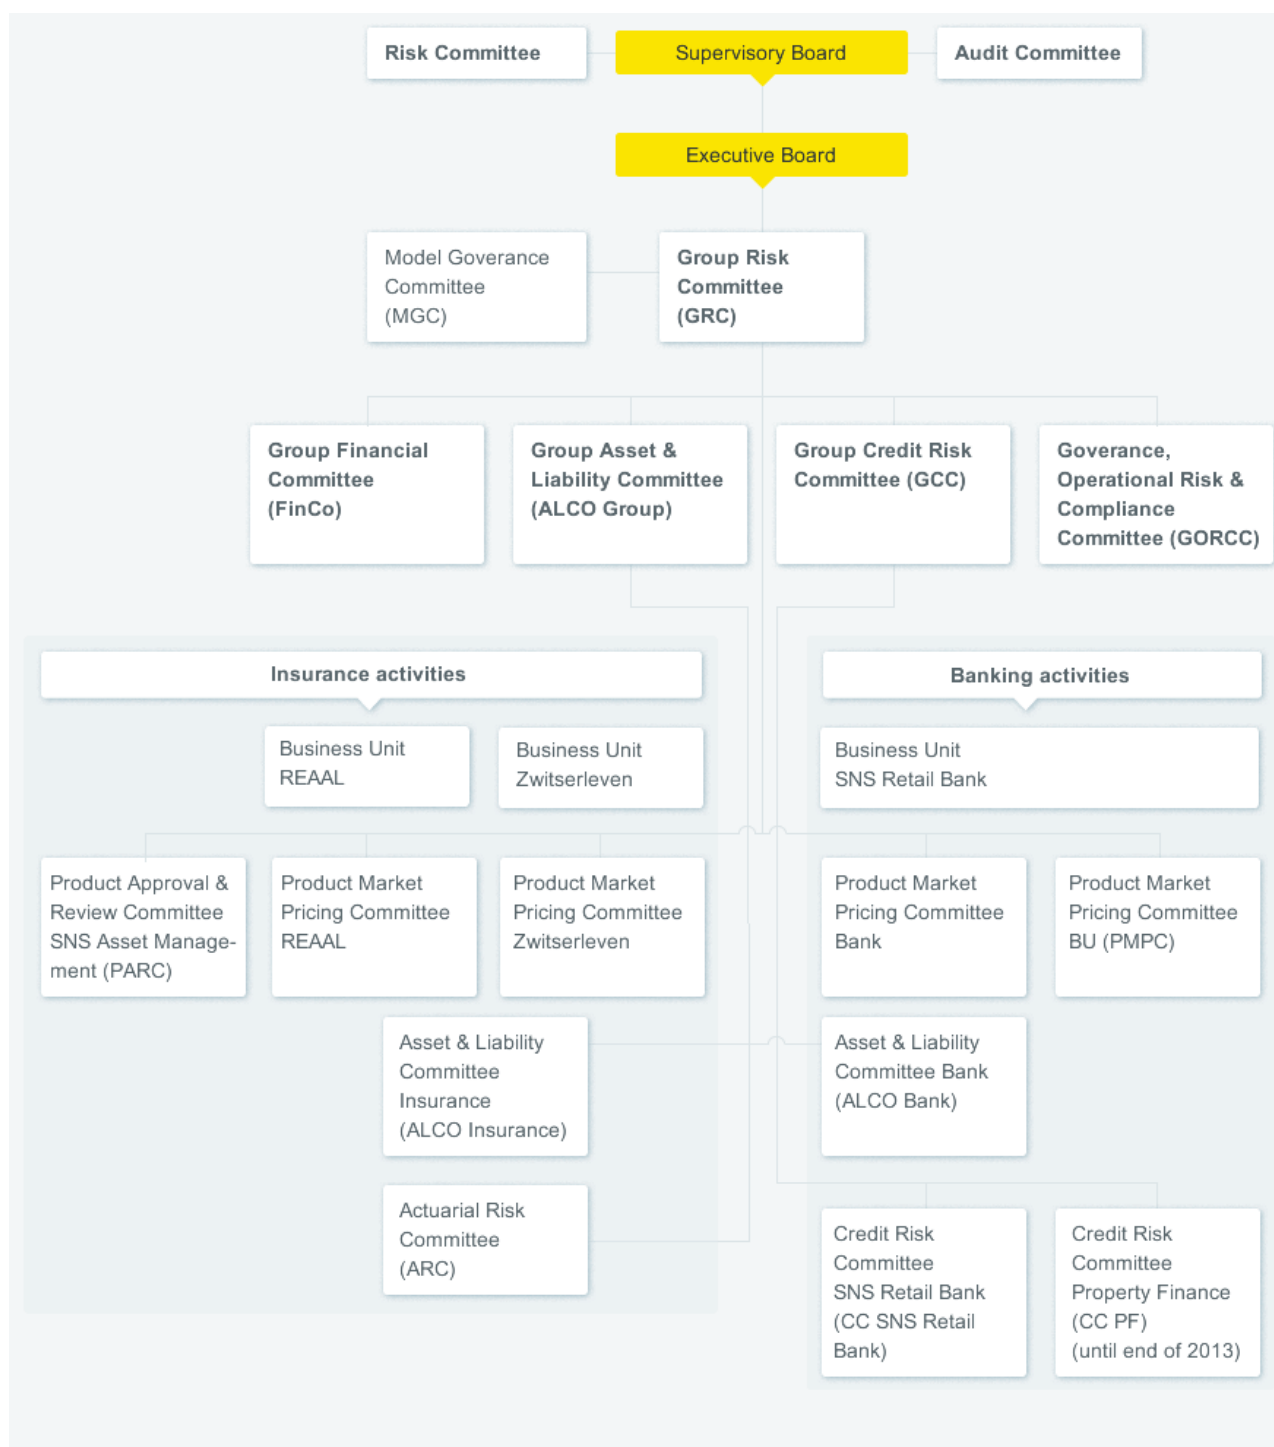 Risk Committee
Supervisory Board
Audit Committee
Executive Board
Model Goverance
Committee
(MGC)
Group Risk
Committee
(GRC)
Group Financial
Committee
(FinCo)
Group Asset &
Liability Committee
(ALCO Group)
Group Credit Risk
Committee (GCC)
Goverance,
Operational Risk &
Compliance
Committee (GORCC)
Insurance activities
Business Unit
REAAL
Business Unit
Zwitserleven
Banking activities
Business Unit
SNS Retail Bank
Product Approval &
Review Committee
SNS Asset Manage-
ment (PARC)
Product Market
Pricing Committee
REAAL
Product Market
Pricing Committee
Zwitserleven
Product Market
Pricing Committee
Bank
Product Market
Pricing Committee
BU (PMPC)
Asset & Liability
Committee
Insurance
(ALCO Insurance)
Asset & Liability
Committee Bank
(ALCO Bank)
Actuarial Risk
Committee
(ARC)
Credit Risk
Committee
SNS Retail Bank
(CC SNS Retail
Bank)
Credit Risk
Committee
Property Finance
(CC PF)
(until end of 2013)